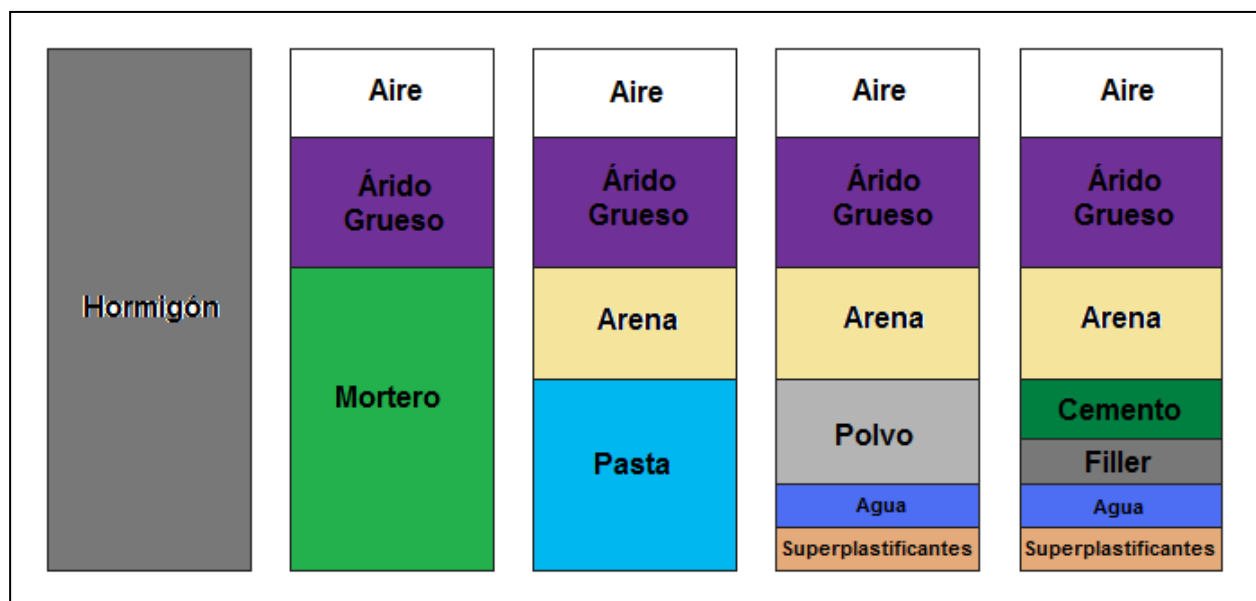 Hormigón
Aire
Árido
Grueso
Mortero
Aire
Árido
Grueso
Arena
Pasta
Aire
Árido
Grueso
Arena
Polvo
Agua
Superplastificantes
Aire
Árido
Grueso
Arena
Cemento
Filler
Agua
Superplastificantes